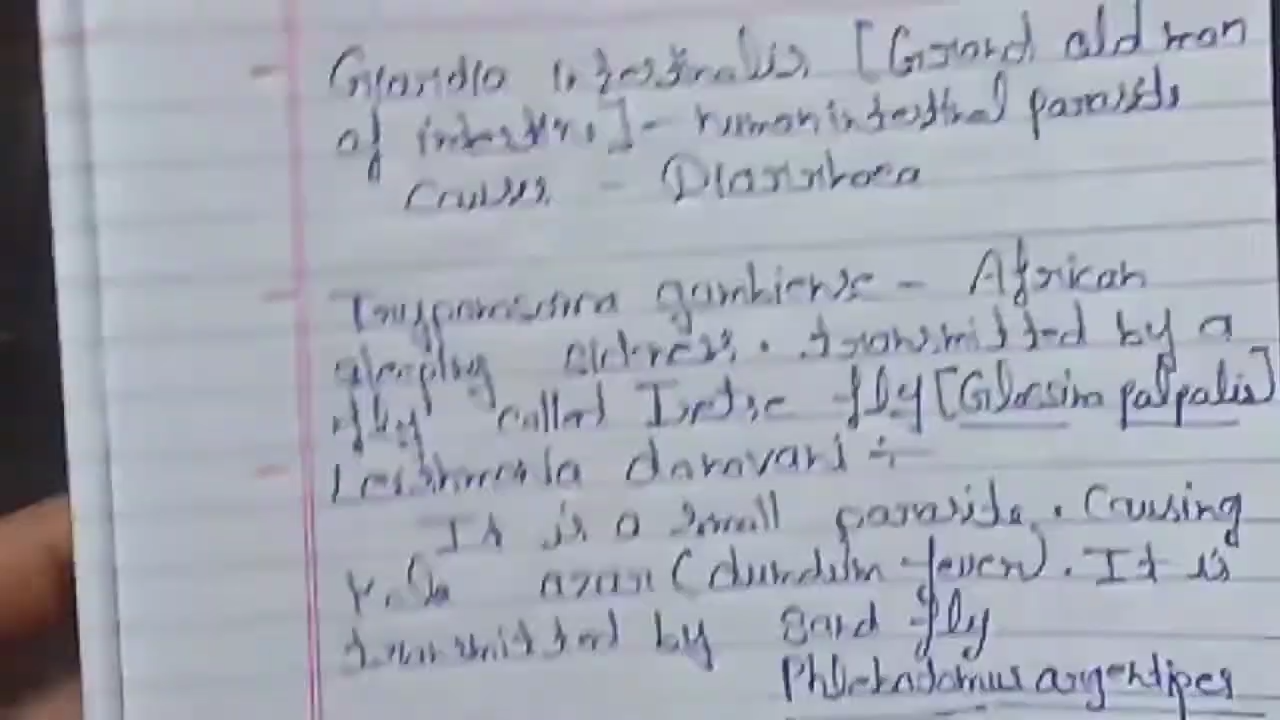 - Giardia intestinalis [Grand old man
of intestine] - human intestinal parasite
causes - Diarrhoea
- Trypanosoma gambiense - African
sleeping sickness. transmitted by a
fly called Tsetse fly [Glossina palpalis]
- Leishmania donovani ÷
It is a small parasite. Causing
Kala azar (dumdum fever). It is
transmitted by Sand fly
Phlebotomus argentipes